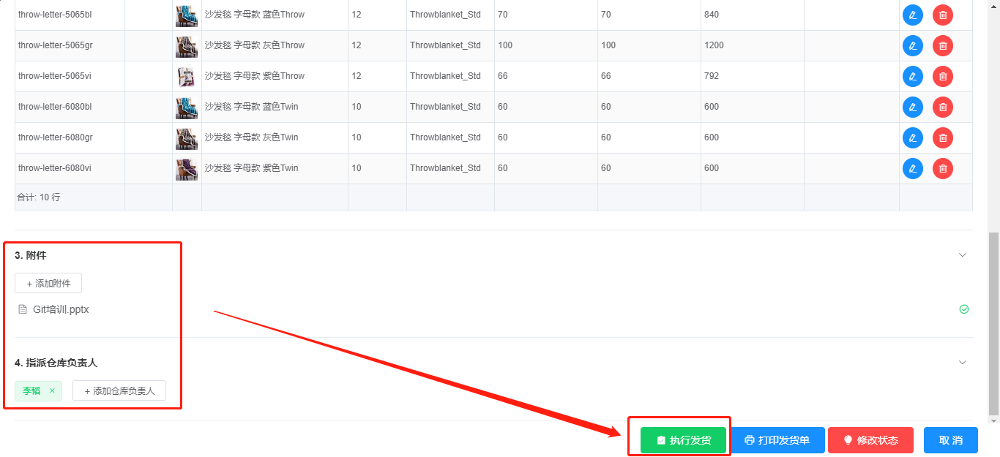 throw-letter-5065bl 沙发毯 字母款 蓝色Throw 12 Throwblanket_Std 70 70 840
throw-letter-5065gr 沙发毯 字母款 灰色Throw 12 Throwblanket_Std 100 100 1200
throw-letter-5065vi 沙发毯 字母款 紫色Throw 12 Throwblanket_Std 66 66 792
throw-letter-6080bl 沙发毯 字母款 蓝色Twin 10 Throwblanket_Std 60 60 600
throw-letter-6080gr 沙发毯 字母款 灰色Twin 10 Throwblanket_Std 60 60 600
throw-letter-6080vi 沙发毯 字母款 紫色Twin 10 Throwblanket_Std 60 60 600
合计: 10 行
3. 附件
+ 添加附件
Git培训.pptx
4. 指派仓库负责人
李韬 × + 添加仓库负责人
执行发货 打印发货单 修改状态 取 消